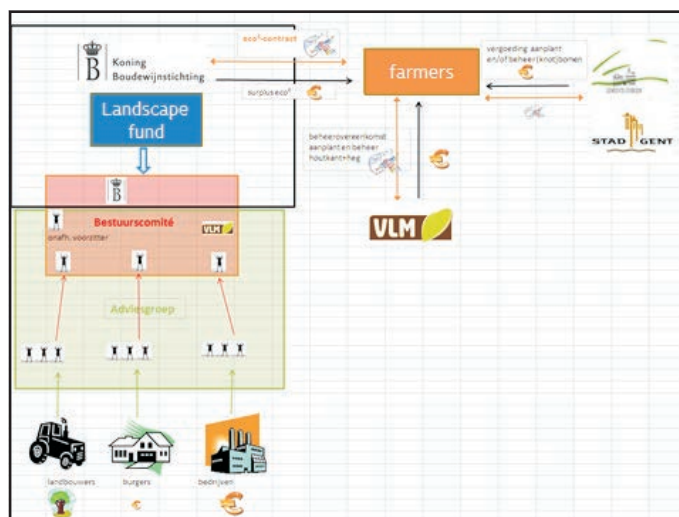 B
Koning
Boudewijnstichting
Landscape
fund
eco²-contract
surplus eco²
farmers
vergoeding aanplant
en/of beheer (knot)bomen
STAD GENT
beheerovereenkomst
aanplant en beheer
houtkant+heg
VLM
B
Bestuurscomité
VLM
onafh. voorzitter
Adviesgroep
landbouwers
burgers
bedrijven